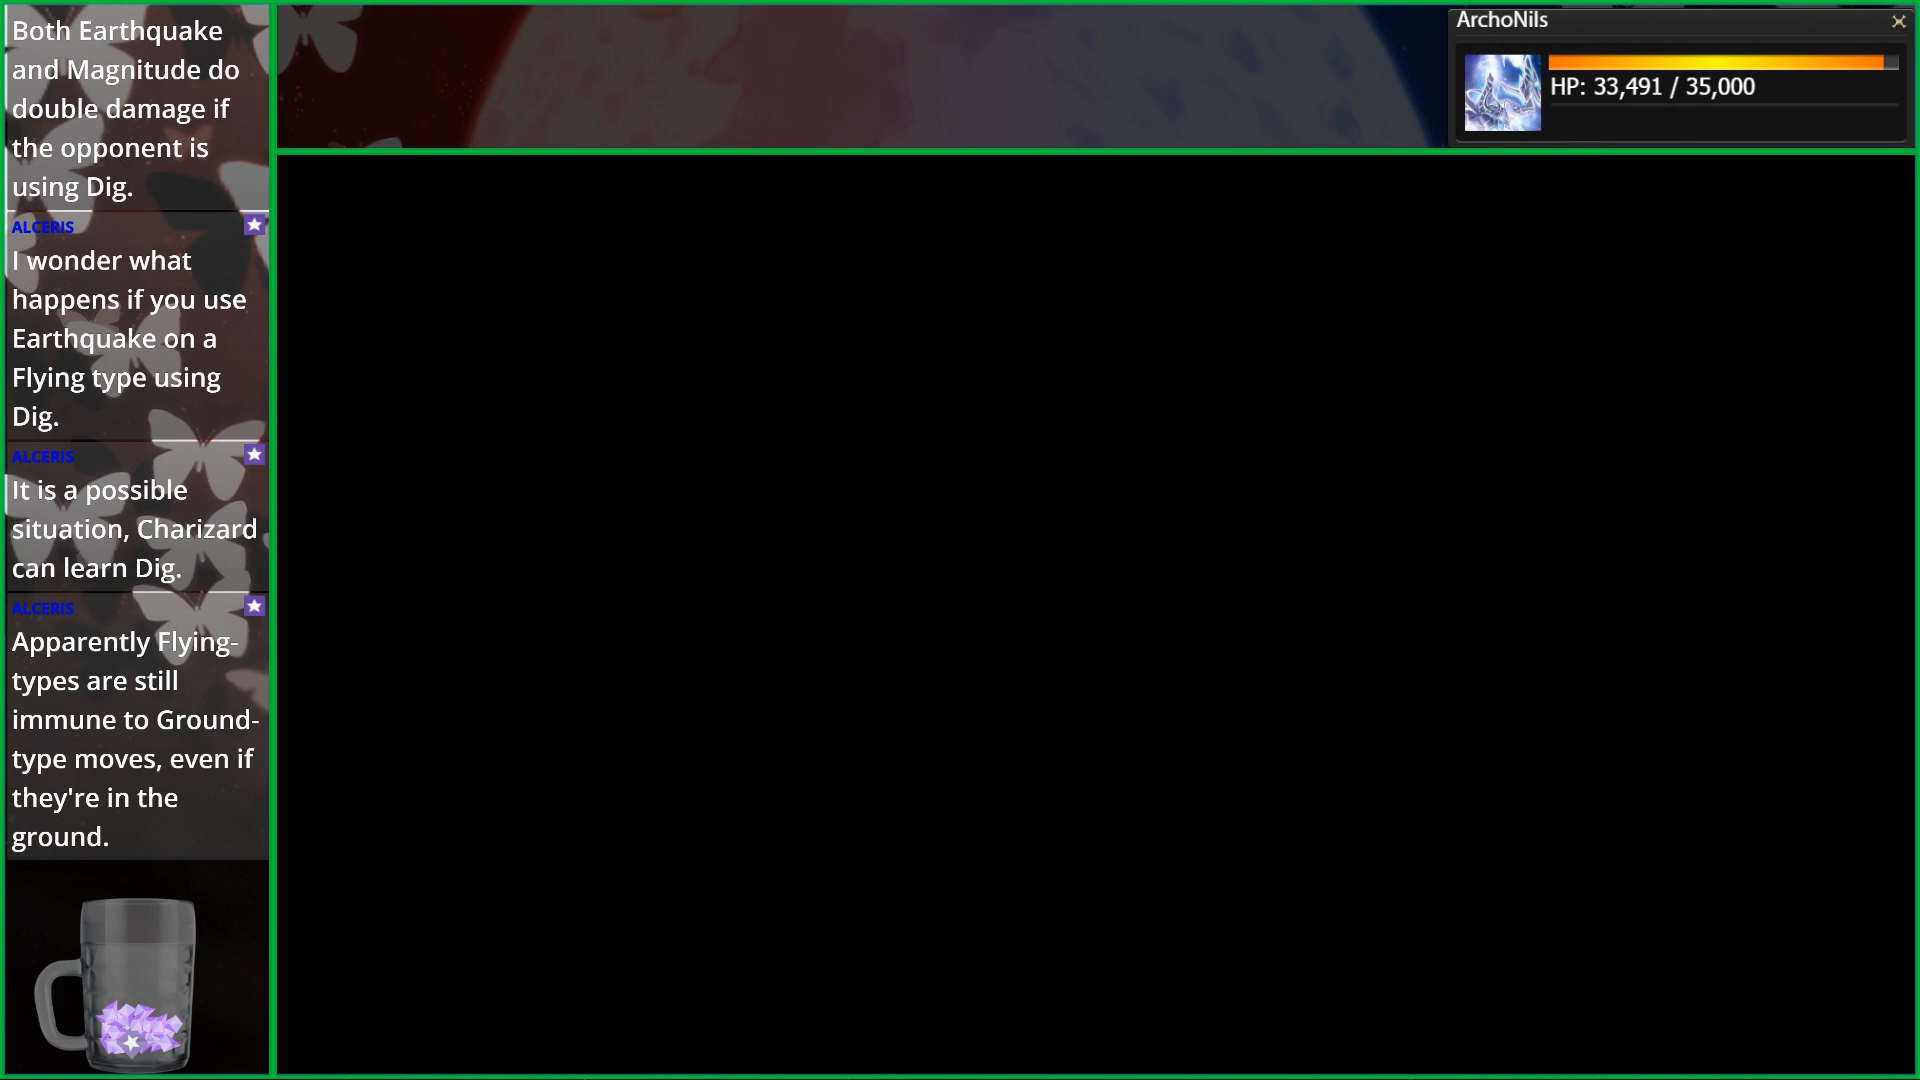 Both Earthquake
and Magnitude do
double damage if
the opponent is
using Dig.
ALCERIS
I wonder what
happens if you use
Earthquake on a
Flying type using
Dig.
ALCERIS
It is a possible
situation, Charizard
can learn Dig.
ALCERIS
Apparently Flying-
types are still
immune to Ground-
type moves, even if
they're in the
ground.
ArchoNils
HP: 33,491 / 35,000